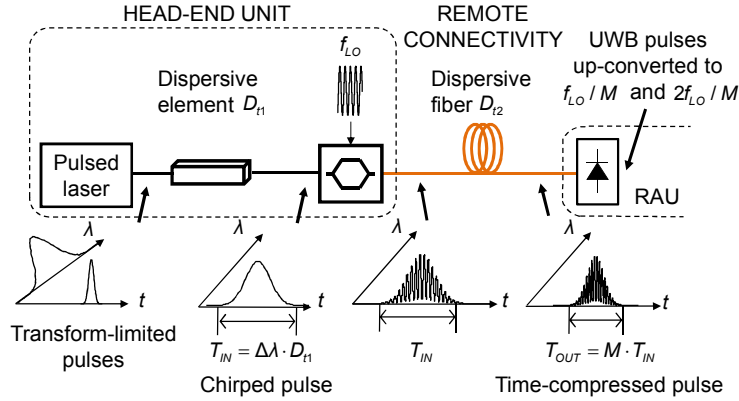 HEAD-END UNIT
REMOTE
CONNECTIVITY
UWB pulses
up-converted to
f_LO / M and 2f_LO / M
f_LO
Dispersive
element D_t1
Dispersive
fiber D_t2
Pulsed
laser
RAU
λ
λ
λ
λ
t
t
t
t
Transform-limited
pulses
T_IN = Δλ · D_t1
Chirped pulse
T_IN
T_OUT = M · T_IN
Time-compressed pulse